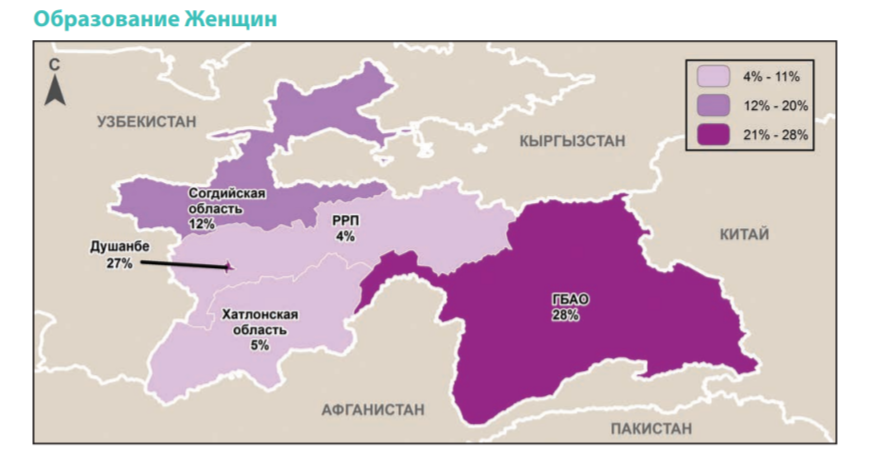 Образование Женщин
С
4% - 11%
12% - 20%
21% - 28%
УЗБЕКИСТАН
КЫРГЫЗСТАН
КИТАЙ
Согдийская
область
12%
РРП
4%
Душанбе
27%
Хатлонская
область
5%
ГБАО
28%
АФГАНИСТАН
ПАКИСТАН